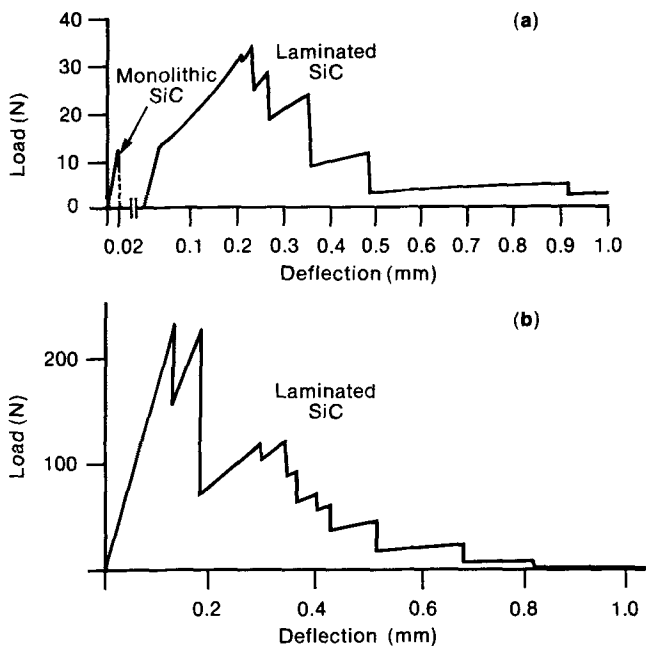 (a)
40
30
20
10
0
Load (N)
Monolithic
SiC
Laminated
SiC
0.02 0.1 0.2 0.3 0.4 0.5 0.6 0.7 0.8 0.9 1.0
Deflection (mm)
(b)
200
100
Load (N)
Laminated
SiC
0.2 0.4 0.6 0.8 1.0
Deflection (mm)